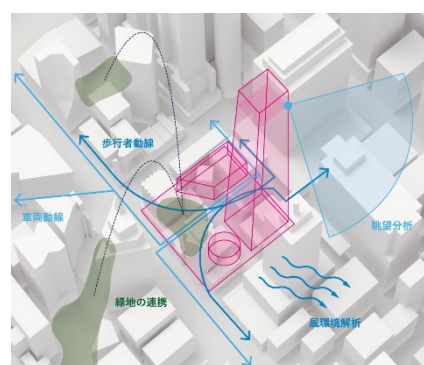 歩行者動線
車両動線
眺望分析
緑地の連携
風環境解析